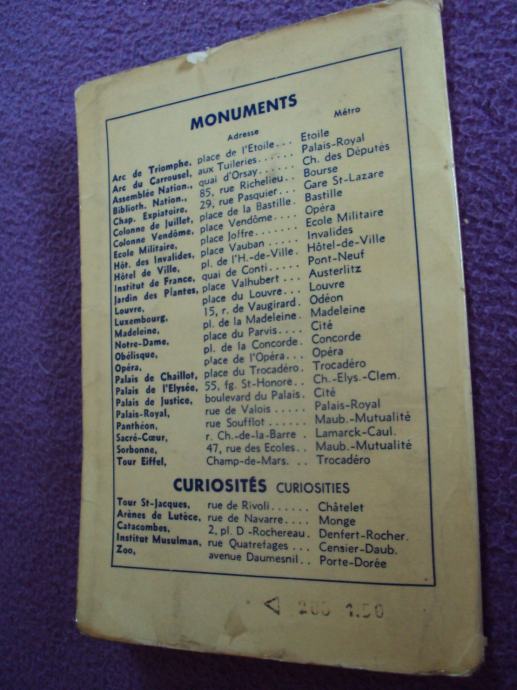 MONUMENTS
Adresse Métro
Arc de Triomphe, place de l'Etoile... Etoile
Arc du Carrousel, aux Tuileries...... Palais-Royal
Assemblée Nation., quai d'Orsay..... Ch. des Députés
Biblioth. Nation., 85, rue Richelieu.. Bourse
Chap. Expiatoire, 29, rue Pasquier... Gare St-Lazare
Colonne de Juillet, place de la Bastille. Bastille
Colonne Vendôme, place Vendôme.... Opéra
Ecole Militaire, place Joffre...... Ecole Militaire
Hôt. des Invalides, place Vauban..... Invalides
Hôtel de Ville, pl. de l'H.-de-Ville. Hôtel-de-Ville
Institut de France, quai de Conti..... Pont-Neuf
Jardin des Plantes, place Valhubert... Austerlitz
Louvre, place du Louvre... Louvre
Luxembourg, 15, r. de Vaugirard. Odéon
Madeleine, pl. de la Madeleine. Madeleine
Notre-Dame, place du Parvis.... Cité
Obélisque, pl. de la Concorde. Concorde
Opéra, place de l'Opéra... Opéra
Palais de Chaillot, place du Trocadéro. Trocadéro
Palais de l'Elysée, 55, fg. St-Honore.. Ch.-Elys.-Clem.
Palais de Justice, boulevard du Palais. Cité
Palais-Royal, rue de Valois...... Palais-Royal
Panthéon, rue Soufflot ..... Maub.-Mutualité
Sacré-Cœur, r. Ch.-de-la-Barre . Lamarck-Caul.
Sorbonne, 47, rue des Ecoles.. Maub.-Mutualité
Tour Eiffel, Champ-de-Mars. .. Trocadéro
CURIOSITÉS CURIOSITIES
Tour St-Jacques, rue de Rivoli...... Châtelet
Arènes de Lutèce, rue de Navarre.... Monge
Catacombes, 2, pl. D-Rochereau. Denfert-Rocher.
Institut Musulman, rue Quatrefages... Censier-Daub.
Zoo, avenue Daumesnil.. Porte-Dorée
1.50